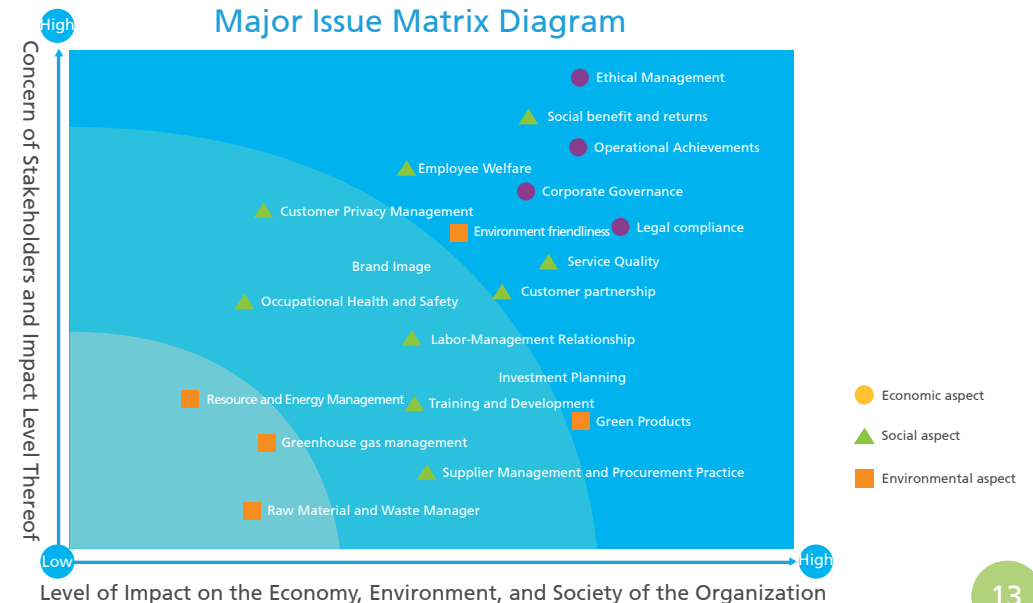 Major Issue Matrix Diagram
High
Concern of Stakeholders and Impact Level Thereof
Ethical Management
Social benefit and returns
Operational Achievements
Employee Welfare
Corporate Governance
Customer Privacy Management
Environment friendliness
Legal compliance
Brand Image
Service Quality
Occupational Health and Safety
Customer partnership
Labor-Management Relationship
Investment Planning
Resource and Energy Management
Training and Development
Green Products
Greenhouse gas management
Supplier Management and Procurement Practice
Raw Material and Waste Manager
Economic aspect
Social aspect
Environmental aspect
Low
High
Level of Impact on the Economy, Environment, and Society of the Organization
13